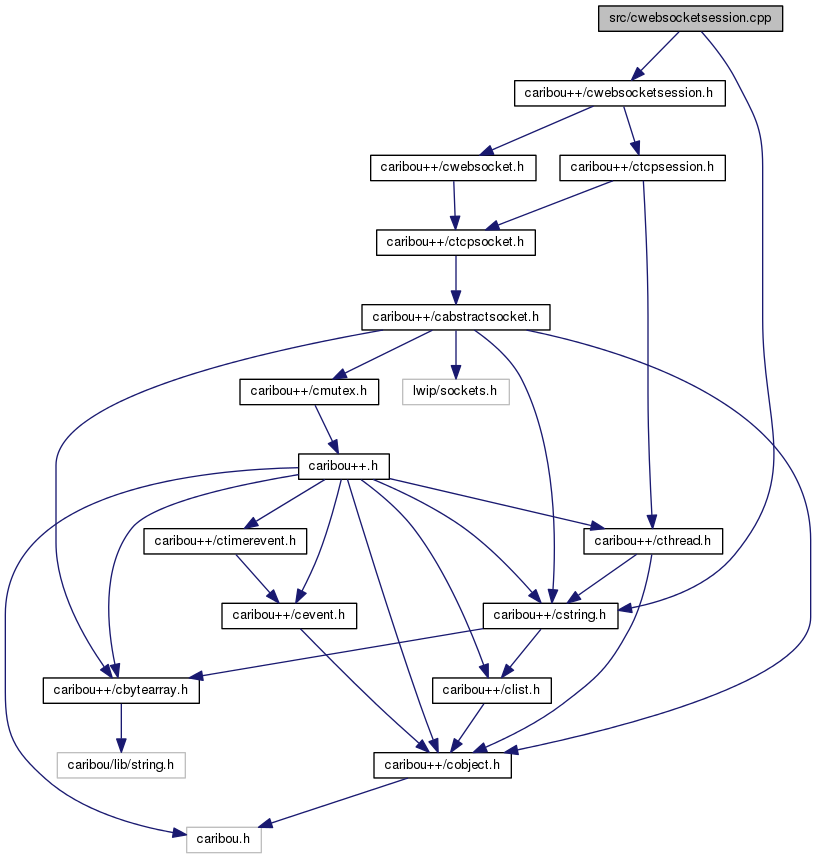 src/cwebsocketsession.cpp
caribou++/cwebsocketsession.h
caribou++/cwebsocket.h
caribou++/ctcpsession.h
caribou++/ctcpsocket.h
caribou++/cabstractsocket.h
caribou++/cmutex.h
lwip/sockets.h
caribou++.h
caribou++/ctimerevent.h
caribou++/cthread.h
caribou++/cevent.h
caribou++/cstring.h
caribou++/cbytearray.h
caribou++/clist.h
caribou/lib/string.h
caribou++/cobject.h
caribou.h